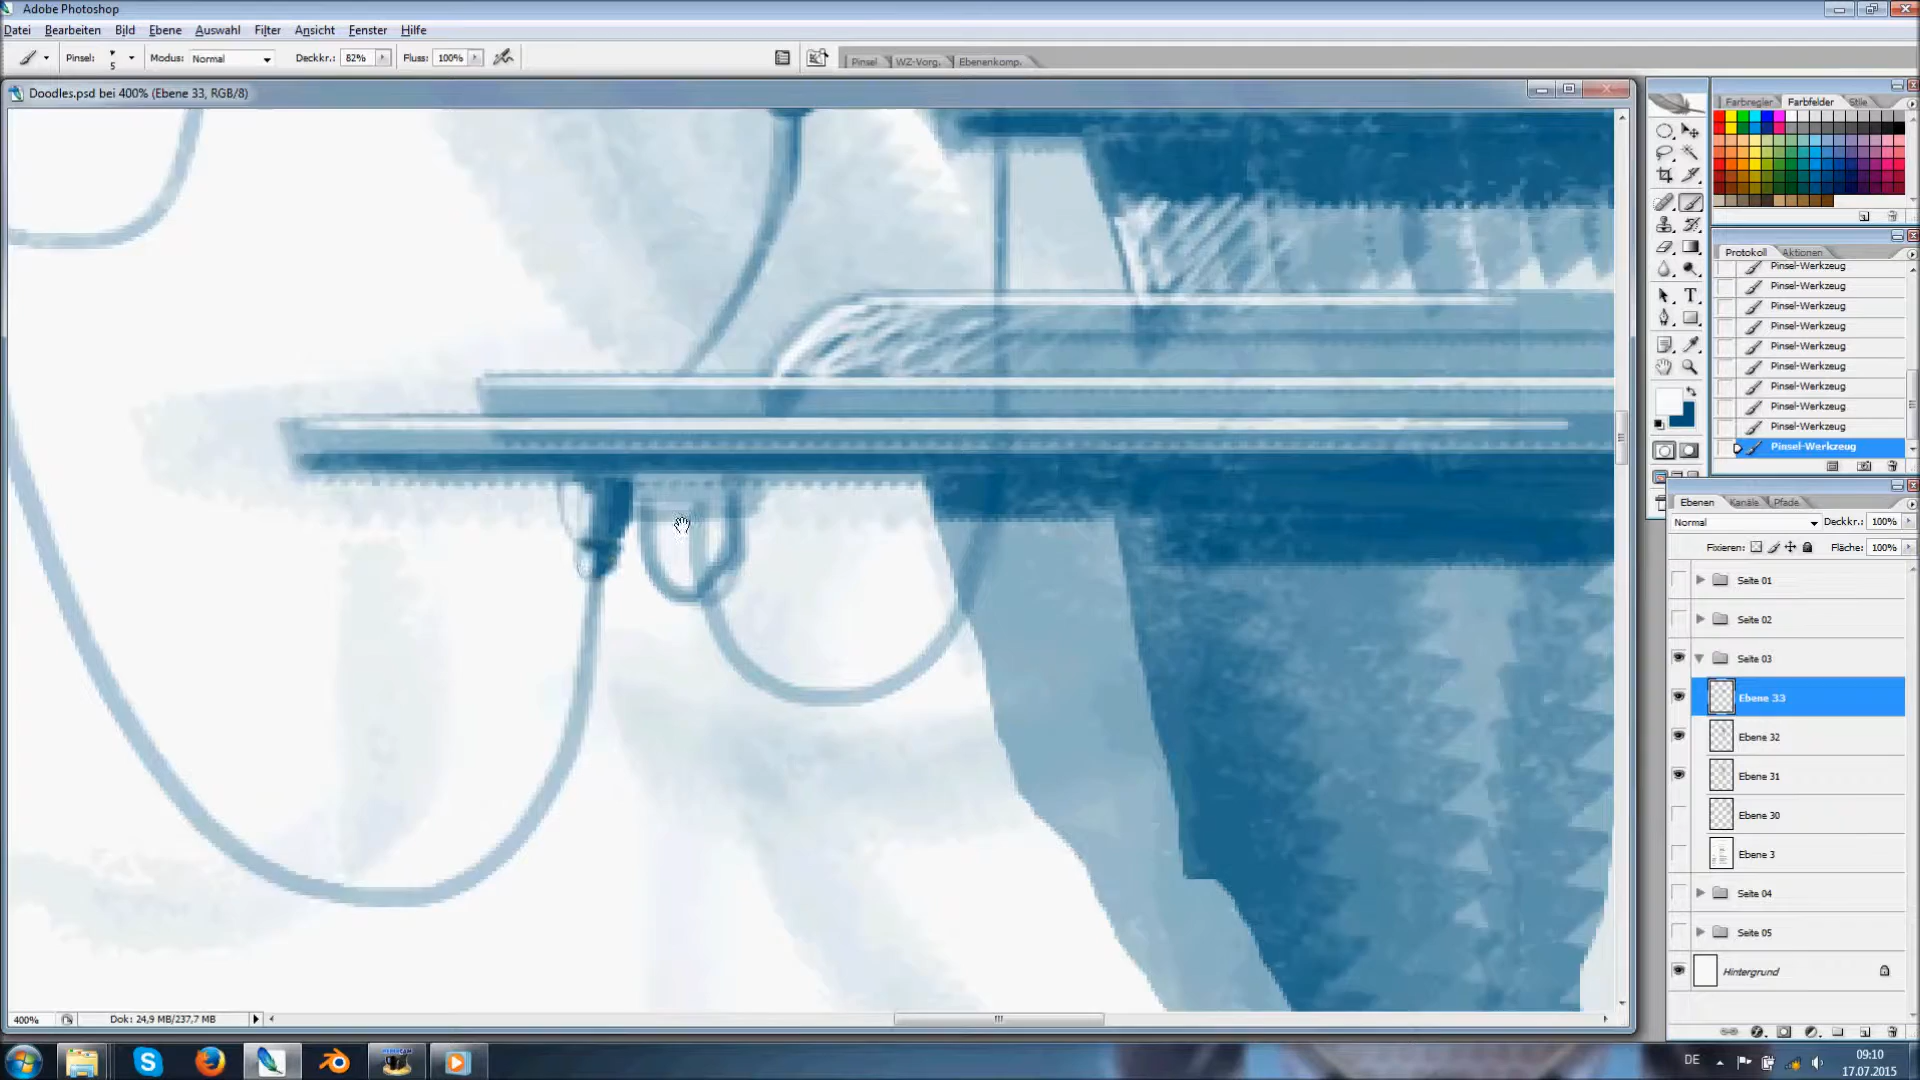 Adobe Photoshop
Datei Bearbeiten Bild Ebene Auswahl Filter Ansicht Fenster Hilfe
Pinsel: 5 Modus: Normal Deckkr.: 82% Fluss: 100% Pinsel WZ-Vorg. Ebenenkomp.
Doodles.psd bei 400% (Ebene 33, RGB/8)
Farbregler Farbfelder Stile
Protokoll Aktionen
Pinsel-Werkzeug
Pinsel-Werkzeug
Pinsel-Werkzeug
Pinsel-Werkzeug
Pinsel-Werkzeug
Pinsel-Werkzeug
Pinsel-Werkzeug
Pinsel-Werkzeug
Pinsel-Werkzeug
Pinsel-Werkzeug
Ebenen Kanäle Pfade
Normal Deckkr.: 100%
Fixieren: Fläche: 100%
Seite 01
Seite 02
Seite 03
Ebene 33
Ebene 32
Ebene 31
Ebene 30
Ebene 3
Seite 04
Seite 05
Hintergrund
400% Dok: 24,9 MB/237,7 MB
DE 09:10
17.07.2015